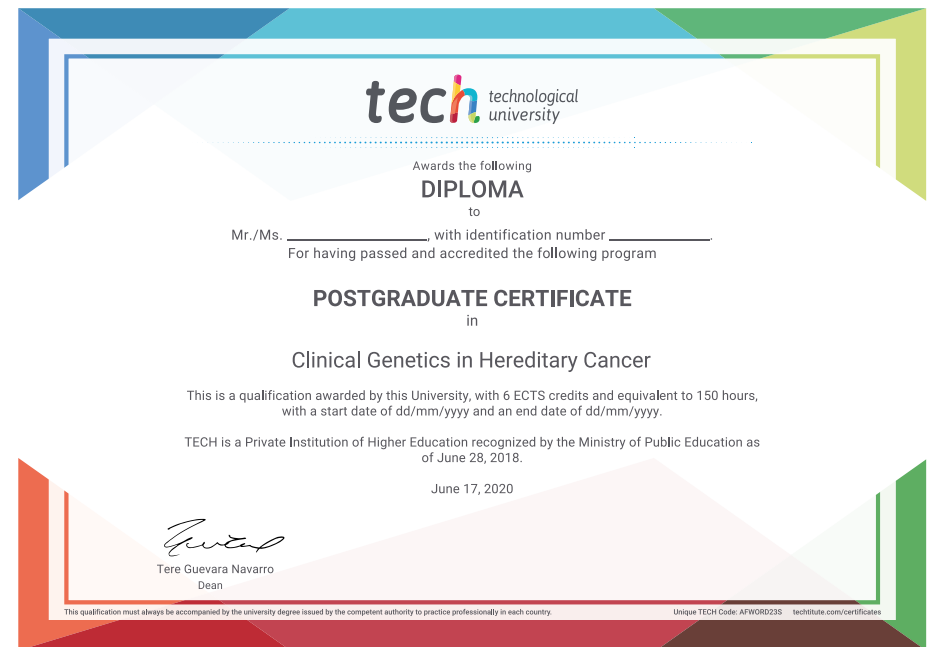 tech technological
university
Awards the following
DIPLOMA
to
Mr./Ms. ____________________, with identification number ______________.
For having passed and accredited the following program
POSTGRADUATE CERTIFICATE
in
Clinical Genetics in Hereditary Cancer
This is a qualification awarded by this University, with 6 ECTS credits and equivalent to 150 hours,
with a start date of dd/mm/yyyy and an end date of dd/mm/yyyy.
TECH is a Private Institution of Higher Education recognized by the Ministry of Public Education as
of June 28, 2018.
June 17, 2020
Tere Guevara Navarro
Dean
This qualification must always be accompanied by the university degree issued by the competent authority to practice professionally in each country.
Unique TECH Code: AFWORD23S techtitute.com/certificates